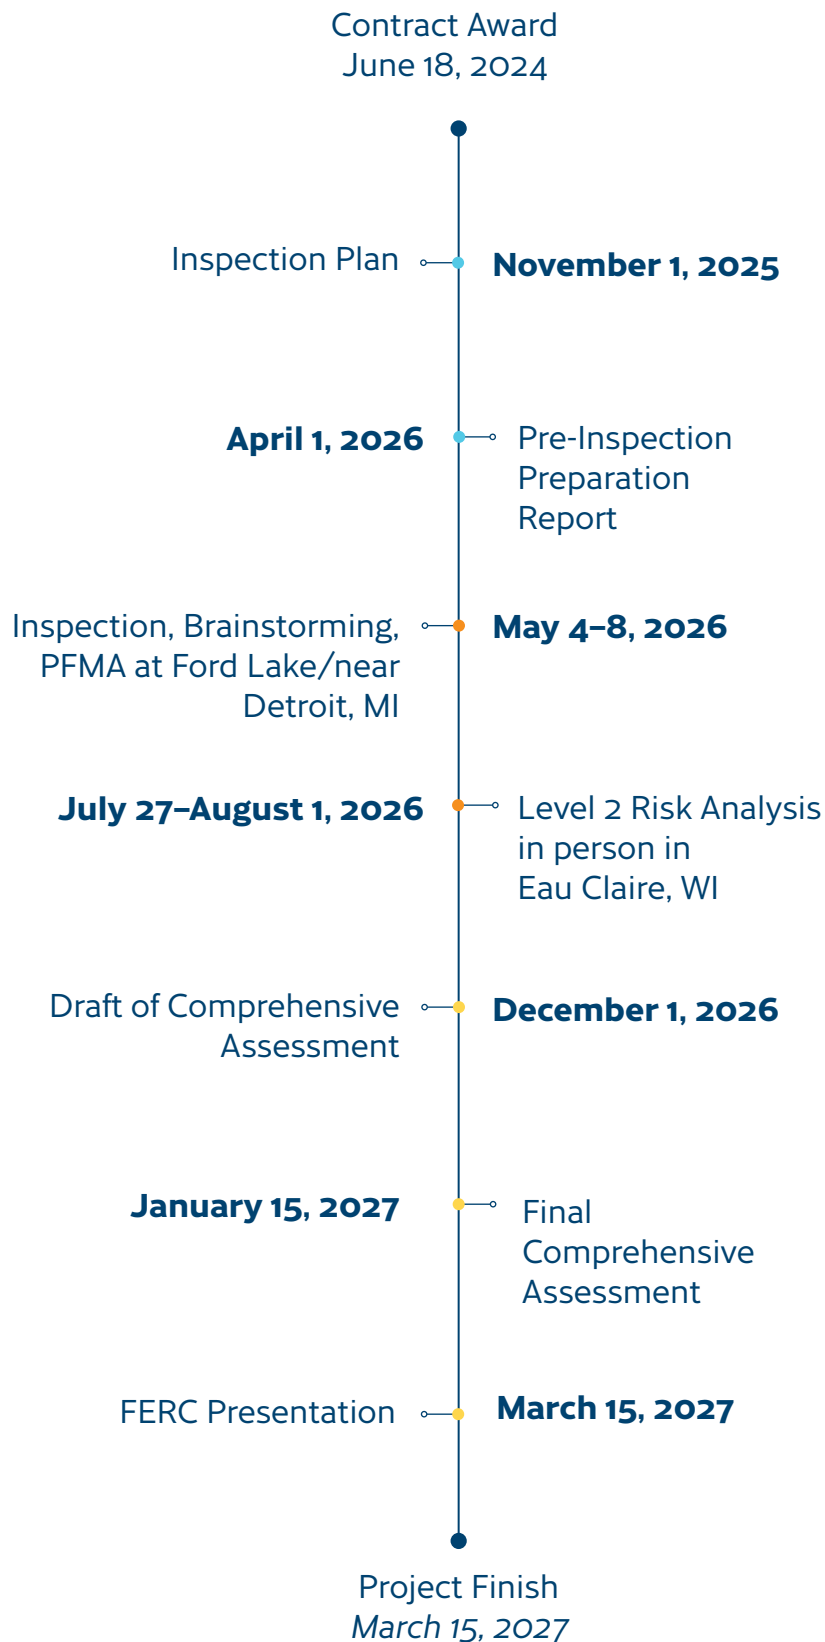 Contract Award
June 18, 2024
Inspection Plan
November 1, 2025
April 1, 2026
Pre-Inspection
Preparation
Report
Inspection, Brainstorming,
PFMA at Ford Lake/near
Detroit, MI
May 4–8, 2026
July 27–August 1, 2026
Level 2 Risk Analysis
in person in
Eau Claire, WI
Draft of Comprehensive
Assessment
December 1, 2026
January 15, 2027
Final
Comprehensive
Assessment
FERC Presentation
March 15, 2027
Project Finish
March 15, 2027